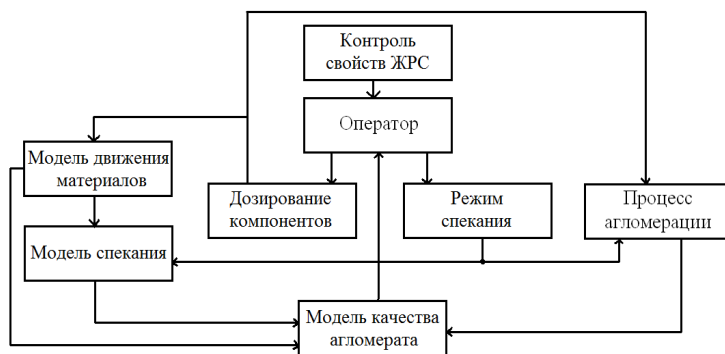 Контроль
свойств ЖРС
Оператор
Модель движения
материалов
Дозирование
компонентов
Режим
спекания
Процесс
агломерации
Модель спекания
Модель качества
агломерата